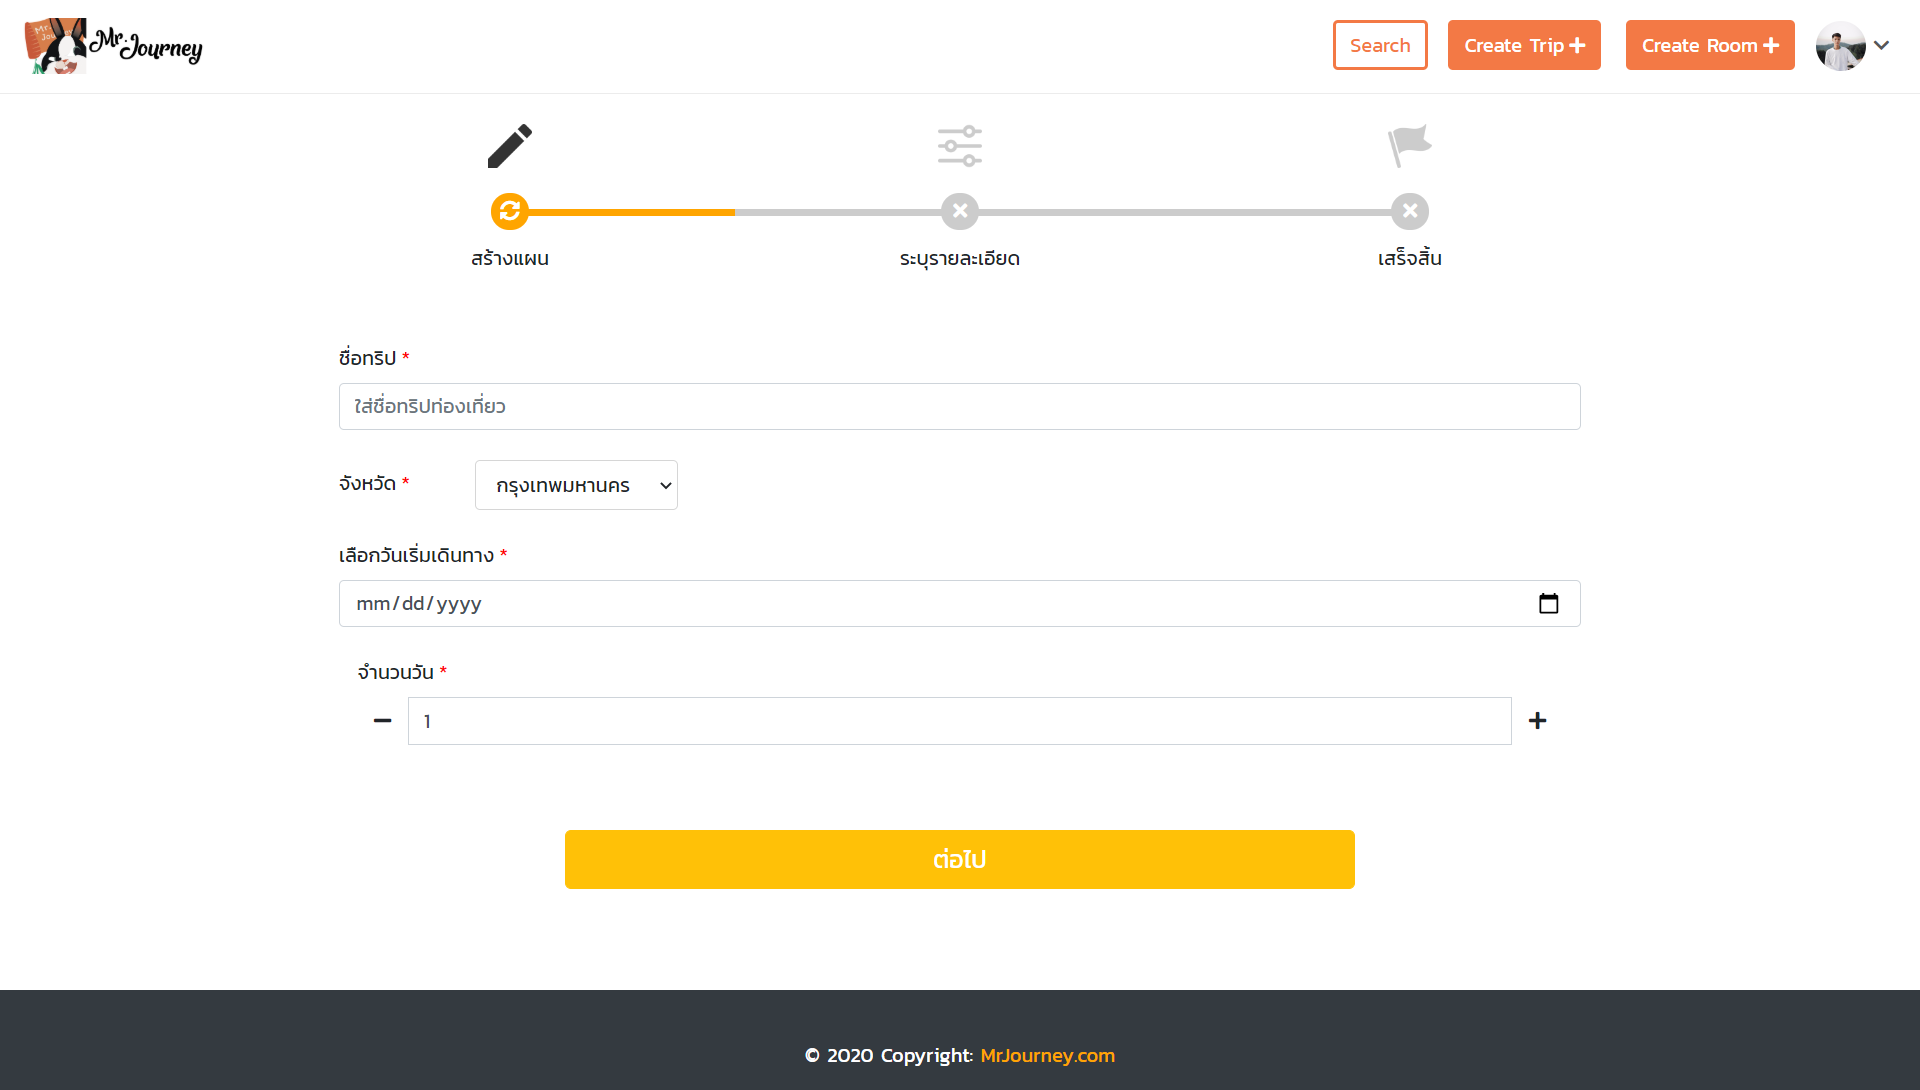 Mr.Journey
Search
Create Trip
Create Room
สร้างแผน
ระบุรายละเอียด
เสร็จสิ้น
ชื่อทริป *
ใส่ชื่อทริปท่องเที่ยว
จังหวัด *
กรุงเทพมหานคร
เลือกวันเริ่มเดินทาง *
mm/dd/yyyy
จำนวนวัน *
1
ต่อไป
© 2020 Copyright: MrJourney.com